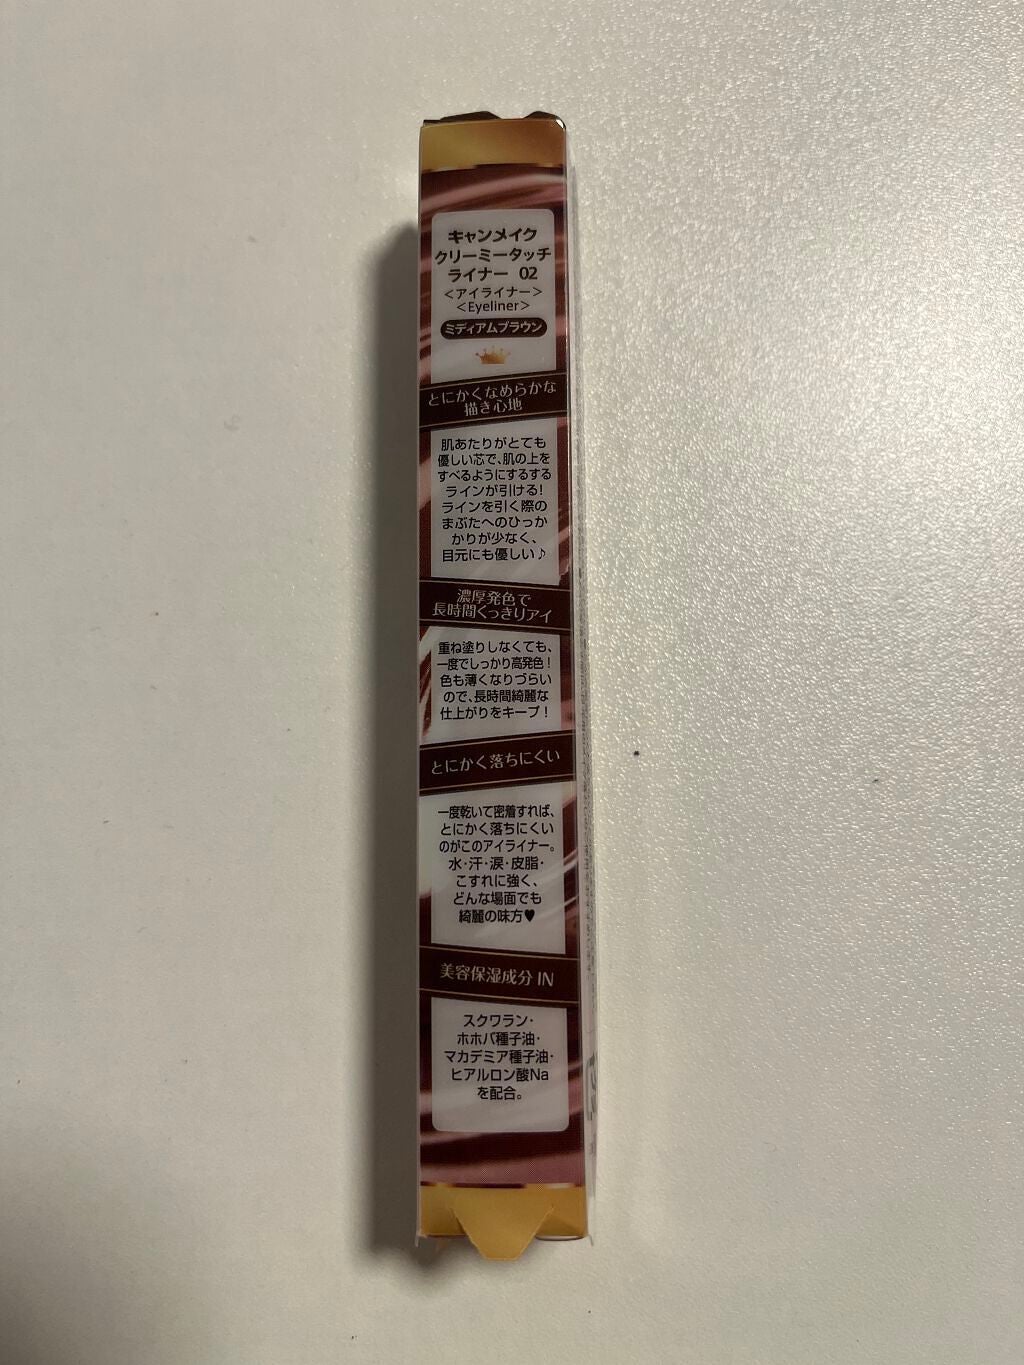 キャンメイク
クリーミータッチ
ライナー 02
＜アイライナー＞
＜Eyeliner＞
ミディアムブラウン
とにかくなめらかな
描き心地
肌あたりがとても
優しい芯で、肌の上を
すべるようにするする
ラインが引ける！
ラインを引く際の
まぶたへのひっか
かりが少なく、
目元にも優しい♪
濃厚発色で
長時間くっきりアイ
重ね塗りしなくても、
一度でしっかり高発色！
色も薄くなりづらい
ので、長時間綺麗な
仕上がりをキープ！
とにかく落ちにくい
一度乾いて密着すれば、
とにかく落ちにくい
のがこのアイライナー。
水・汗・涙・皮脂・
こすれに強く、
どんな場面でも
綺麗の味方♥
美容保湿成分 IN
スクワラン・
ホホバ種子油・
マカデミア種子油・
ヒアルロン酸Na
を配合。